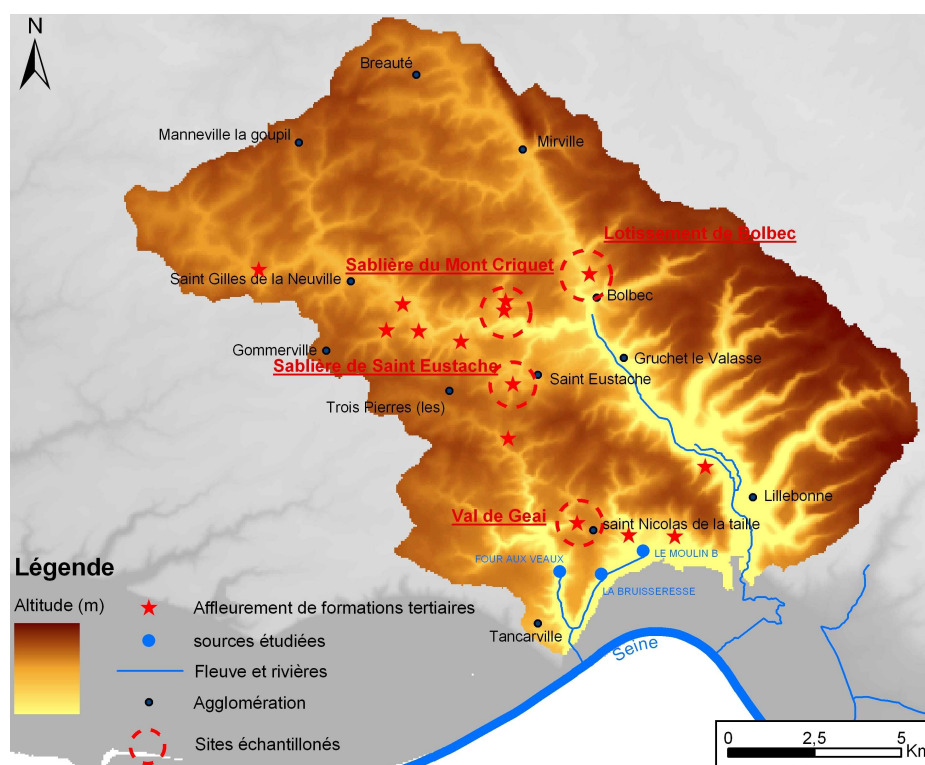 N
Breauté
Manneville la goupil
Mirville
Lotissement de Bolbec
Sablière du Mont Criquet
Saint Gilles de la Neuville
Bolbec
Gommerville
Gruchet le Valasse
Sablière de Saint Eustache
Saint Eustache
Trois Pierres (les)
Lillebonne
Val de Geai
saint Nicolas de la taille
FOUR AUX VEAUX
LE MOULIN B
LA BRUISSERESSE
Légende
Altitude (m)
Affleurement de formations tertiaires
sources étudiées
Tancarville
Seine
Fleuve et rivières
Agglomération
Sites échantillonés
0 2,5 5
Km